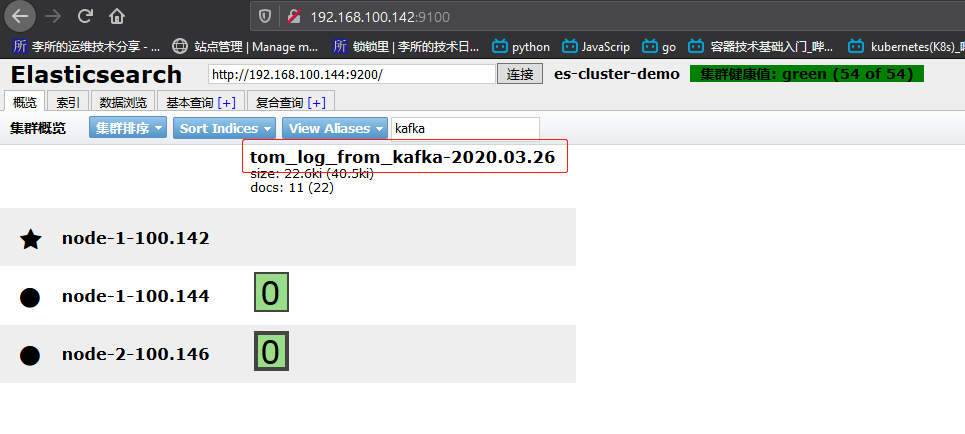 192.168.100.142:9100
所 李所的运维技术分享 - ... 站点管理 | Manage m... 所 锁锁里 | 李所的技术日... python JavaScrip go 容器技术基础入门_哔... kubernetes(K8s)_哔
Elasticsearch http://192.168.100.144:9200/ 连接 es-cluster-demo 集群健康值: green (54 of 54)
概览 索引 数据浏览 基本查询 [+] 复合查询 [+]
集群概览 集群排序 Sort Indices View Aliases kafka
tom_log_from_kafka-2020.03.26
size: 22.6ki (40.5ki)
docs: 11 (22)
node-1-100.142
node-1-100.144 0
node-2-100.146 0